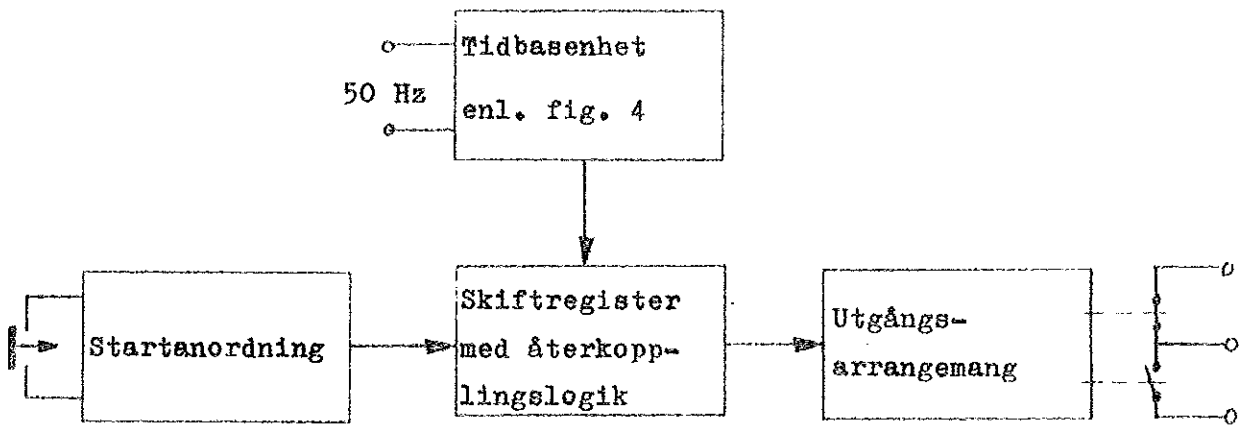 Tidbasenhet
enl. fig. 4
50 Hz
Startanordning
Skiftregister
med återkopp-
lingslogik
Utgångs-
arrangemang